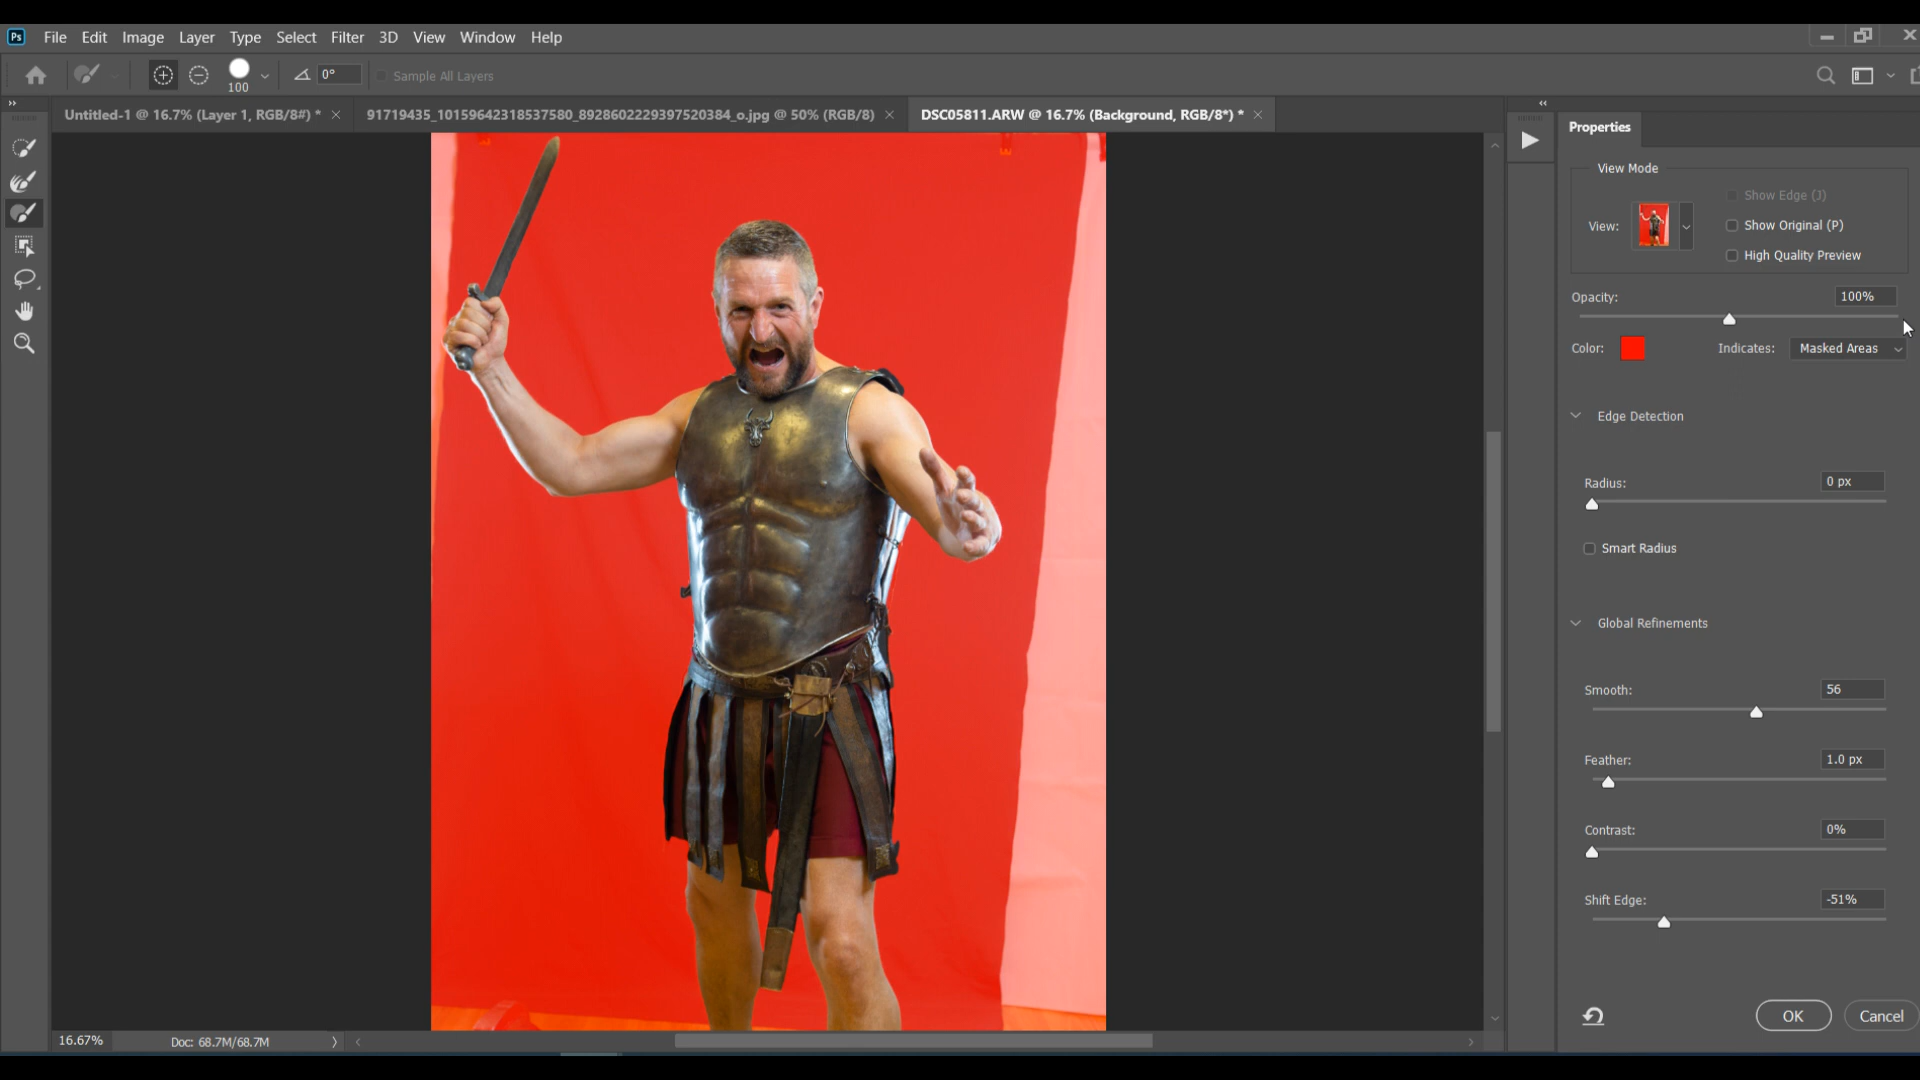 Ps File Edit Image Layer Type Select Filter 3D View Window Help
100 0° Sample All Layers
Untitled-1 @ 16.7% (Layer 1, RGB/8#) * × 91719435_10159642318537580_8928602229397520384_o.jpg @ 50% (RGB/8) × DSC05811.ARW @ 16.7% (Background, RGB/8*) * ×
Properties
View Mode
Show Edge (J)
View: Show Original (P)
High Quality Preview
Opacity: 100%
Color: Indicates: Masked Areas
Edge Detection
Radius: 0 px
Smart Radius
Global Refinements
Smooth: 56
Feather: 1.0 px
Contrast: 0%
Shift Edge: -51%
OK Cancel
16.67% Doc: 68.7M/68.7M